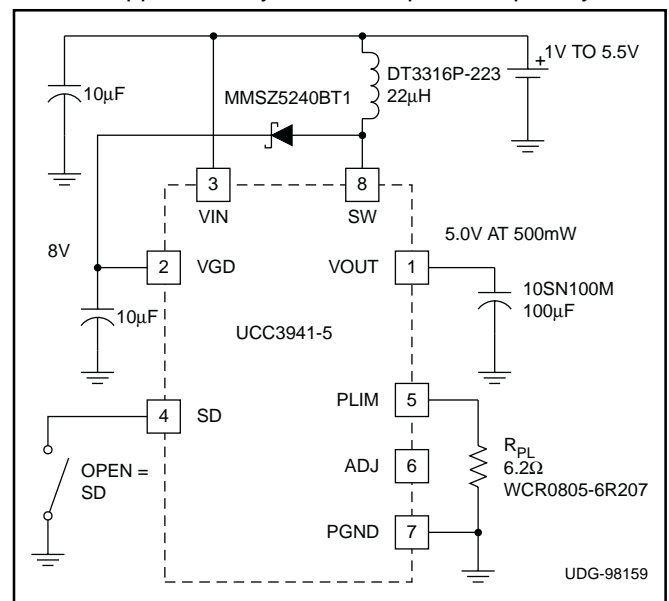 1V TO 5.5V
+
10µF
DT3316P-223
22µH
MMSZ5240BT1
3
VIN
8
SW
8V
2
VGD
VOUT
1
5.0V AT 500mW
10µF
10SN100M
100µF
UCC3941-5
4
SD
PLIM
5
OPEN =
SD
ADJ
6
RPL
6.2Ω
WCR0805-6R207
PGND
7
UDG-98159